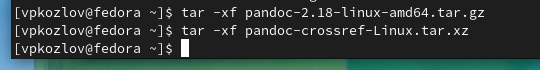 [vpkozlov@fedora ~]$ tar -xf pandoc-2.18-linux-amd64.tar.gz
[vpkozlov@fedora ~]$ tar -xf pandoc-crossref-Linux.tar.xz
[vpkozlov@fedora ~]$